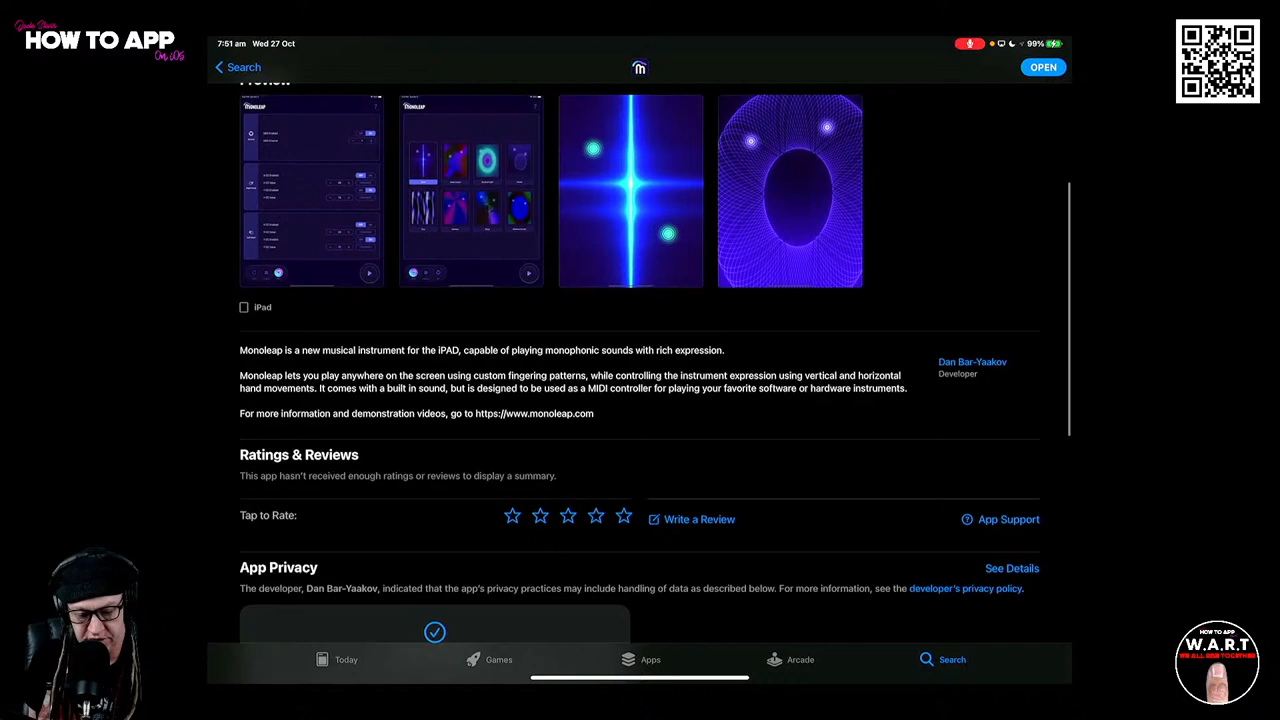 HOW TO APP
On iOS
7:51 am Wed 27 Oct
99%
Search
OPEN
Preview
MONOLEAP
MONOLEAP
iPad
Monoleap is a new musical instrument for the iPAD, capable of playing monophonic sounds with rich expression.
Dan Bar-Yaakov
Developer
Monoleap lets you play anywhere on the screen using custom fingering patterns, while controlling the instrument expression using vertical and horizontal
hand movements. It comes with a built in sound, but is designed to be used as a MIDI controller for playing your favorite software or hardware instruments.
For more information and demonstration videos, go to https://www.monoleap.com
Ratings & Reviews
This app hasn't received enough ratings or reviews to display a summary.
Tap to Rate:
Write a Review
App Support
App Privacy
See Details
The developer, Dan Bar-Yaakov, indicated that the app's privacy practices may include handling of data as described below. For more information, see the developer's privacy policy.
Today
Games
Apps
Arcade
Search
HOW TO APP
W.A.R.T